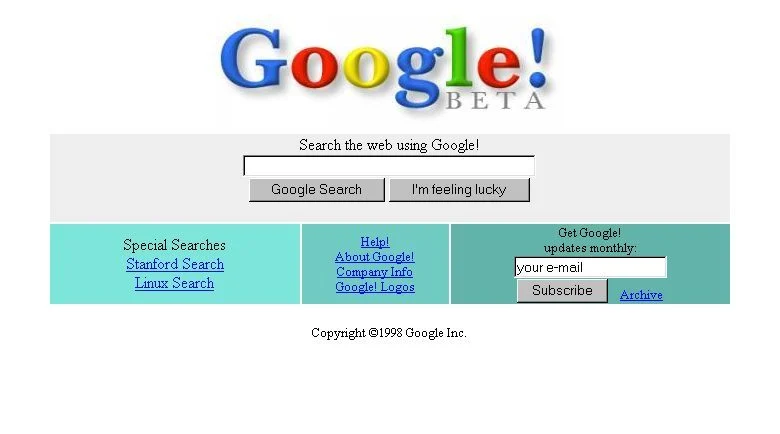 Google!
BETA
Search the web using Google!
Google Search I'm feeling lucky
Special Searches
Stanford Search
Linux Search
Help!
About Google!
Company Info
Google! Logos
Get Google!
updates monthly:
your e-mail
Subscribe Archive
Copyright ©1998 Google Inc.